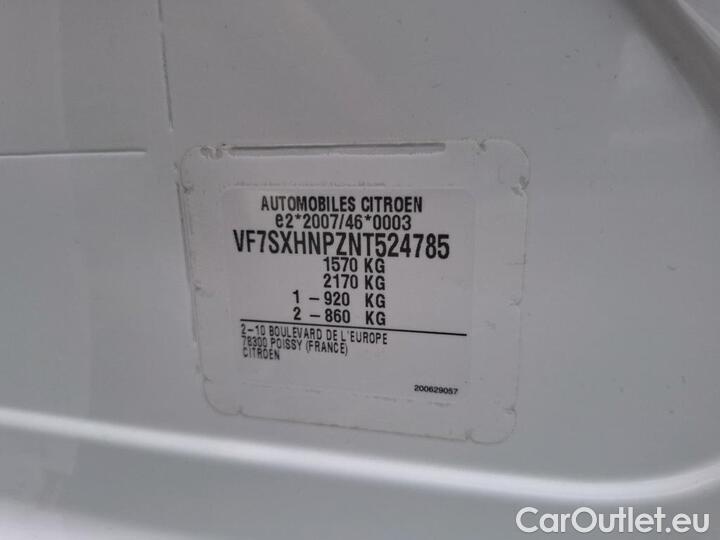 AUTOMOBILES CITROEN
e2*2007/46*0003
VF7SXHNPZNT524785
1570 KG
2170 KG
1 - 920 KG
2 - 860 KG
2-10 BOULEVARD DE L'EUROPE
78300 POISSY (FRANCE)
CITROEN
200629057
CarOutlet.eu